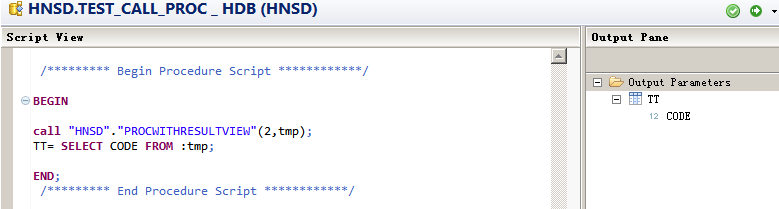 HNSD.TEST_CALL_PROC _ HDB (HNSD)
Script View
/********* Begin Procedure Script ************/
BEGIN
call "HNSD"."PROCWITHRESULTVIEW"(2,tmp);
TT= SELECT CODE FROM :tmp;
END;
/********* End Procedure Script ************/
Output Pane
Output Parameters
TT
12 CODE